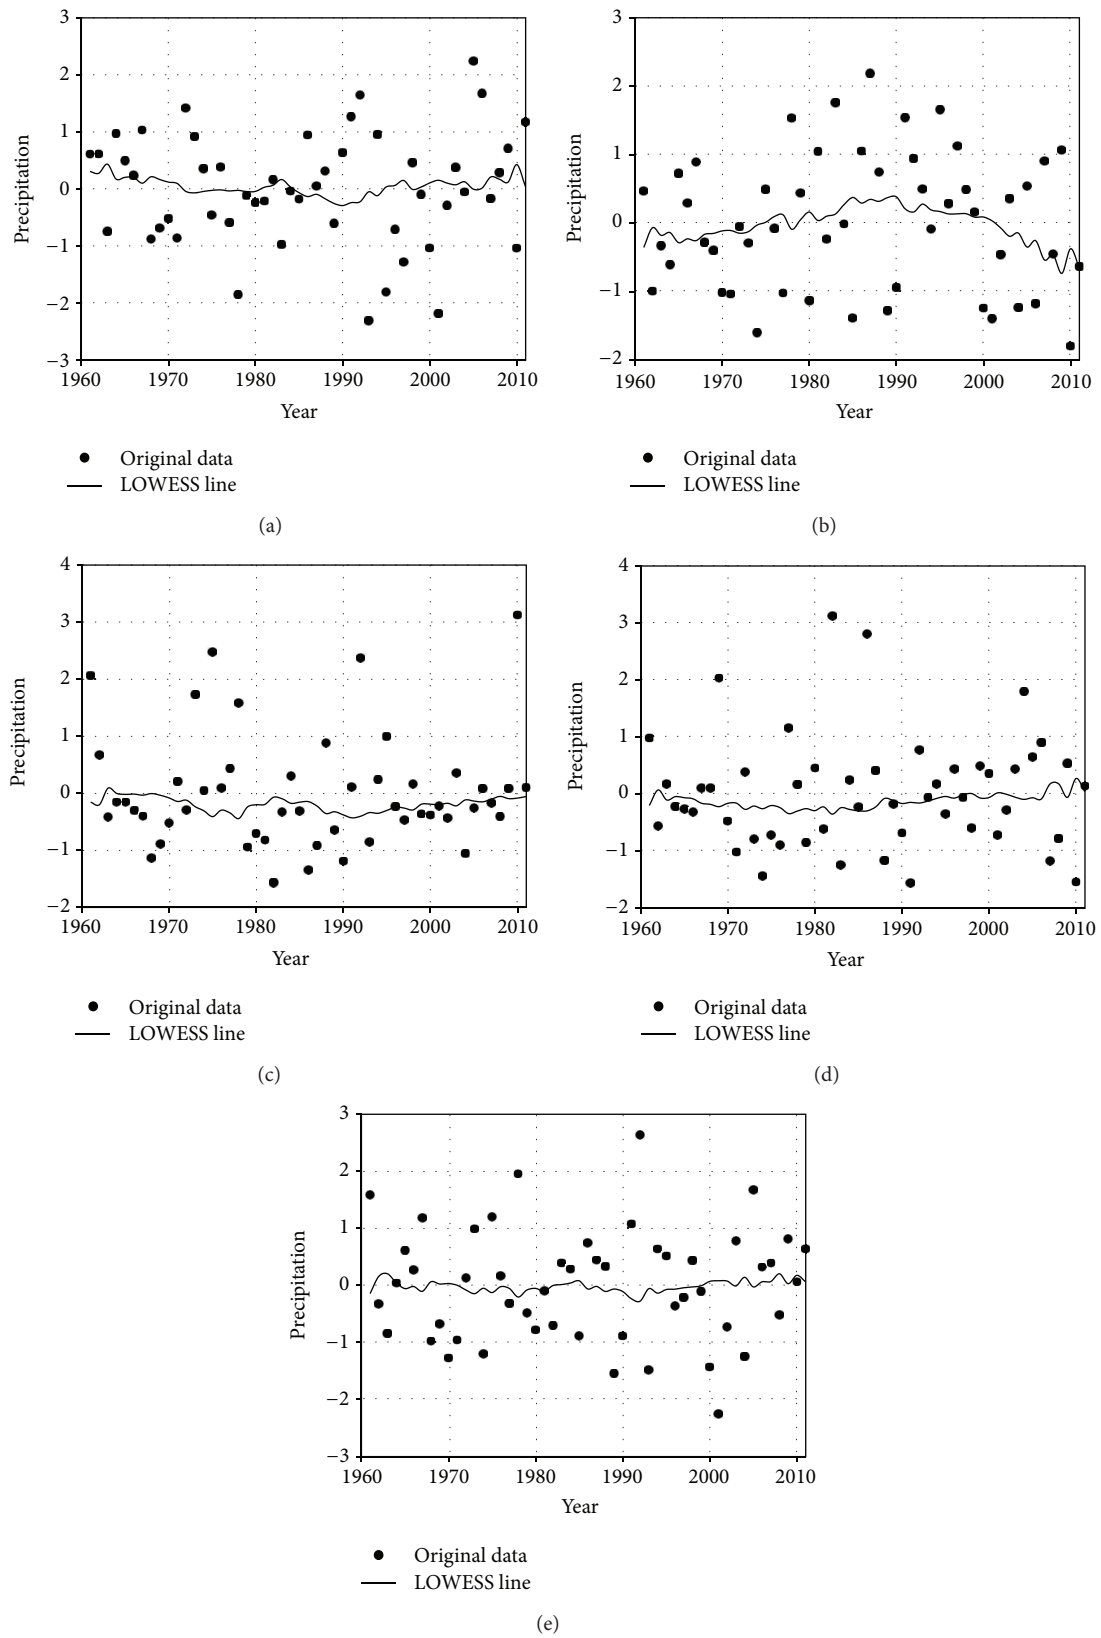 3
2
1
0
−1
−2
−3
Precipitation
1960 1970 1980 1990 2000 2010
Year
Original data
LOWESS line
(a)
3
2
1
0
−1
−2
Precipitation
1960 1970 1980 1990 2000 2010
Year
Original data
LOWESS line
(b)
4
3
2
1
0
−1
−2
Precipitation
1960 1970 1980 1990 2000 2010
Year
Original data
LOWESS line
(c)
4
3
2
1
0
−1
−2
Precipitation
1960 1970 1980 1990 2000 2010
Year
Original data
LOWESS line
(d)
3
2
1
0
−1
−2
−3
Precipitation
1960 1970 1980 1990 2000 2010
Year
Original data
LOWESS line
(e)